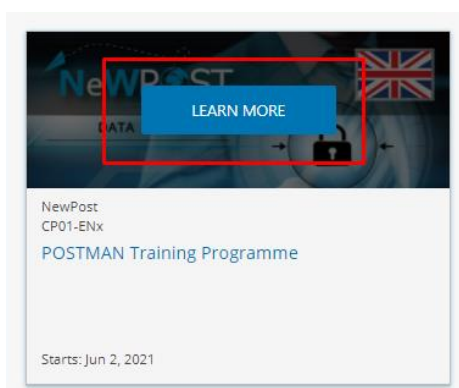 NeWPOST
LEARN MORE
DATA
NewPost
CP01-ENx
POSTMAN Training Programme
Starts: Jun 2, 2021